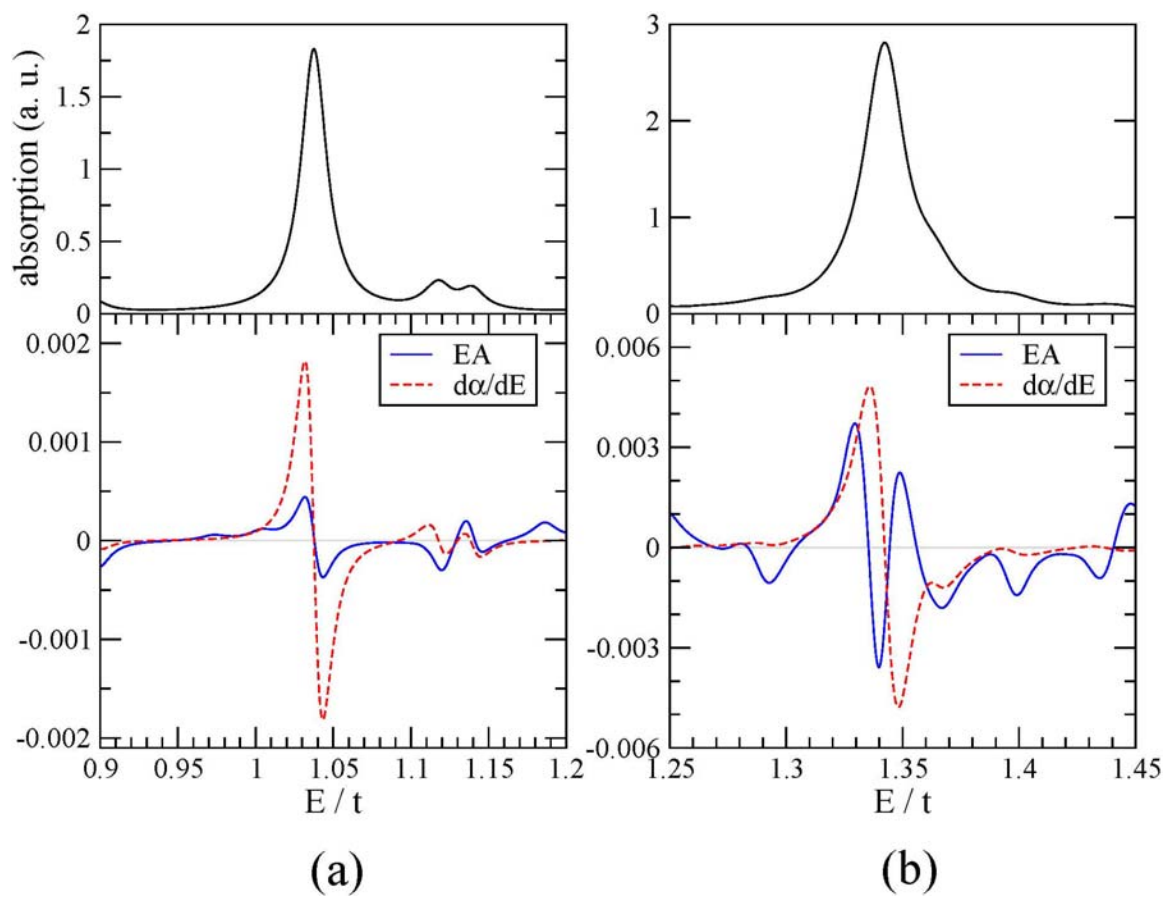 absorption (a. u.)
2
1.5
1
0.5
0
0.002
0.001
0
-0.001
-0.002
EA
dα/dE
0.9 0.95 1 1.05 1.1 1.15 1.2
E / t
(a)
3
2
1
0
0.006
0.003
0
-0.003
-0.006
EA
dα/dE
1.25 1.3 1.35 1.4 1.45
E / t
(b)